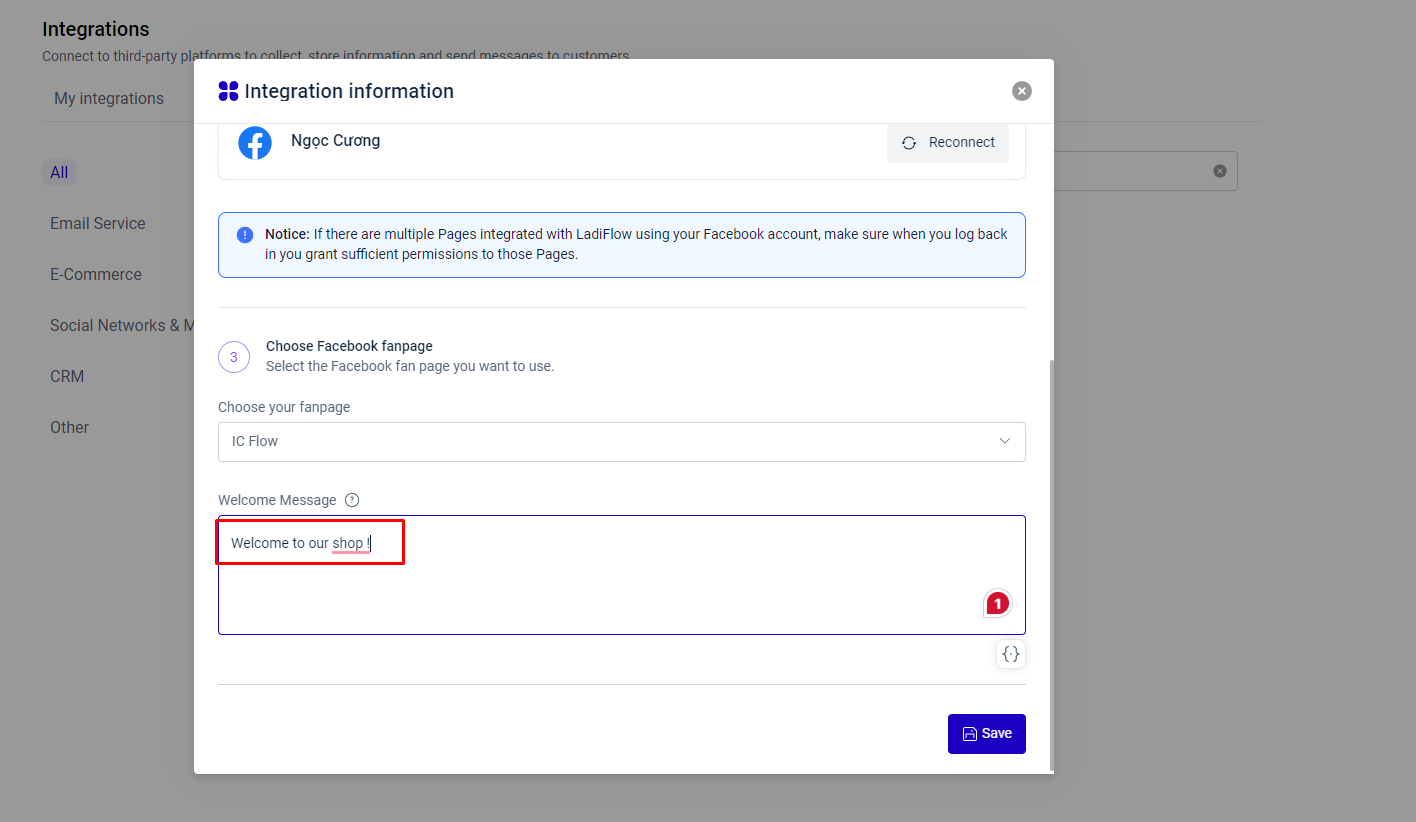 Integrations
Connect to third-party platforms to collect, store information and send messages to customers
My integrations
All
Email Service
E-Commerce
Social Networks & M
CRM
Other
Integration information
Ngọc Cương
Reconnect
Notice: If there are multiple Pages integrated with LadiFlow using your Facebook account, make sure when you log back
in you grant sufficient permissions to those Pages.
3
Choose Facebook fanpage
Select the Facebook fan page you want to use.
Choose your fanpage
IC Flow
Welcome Message ?
Welcome to our shop !
1
{·}
Save